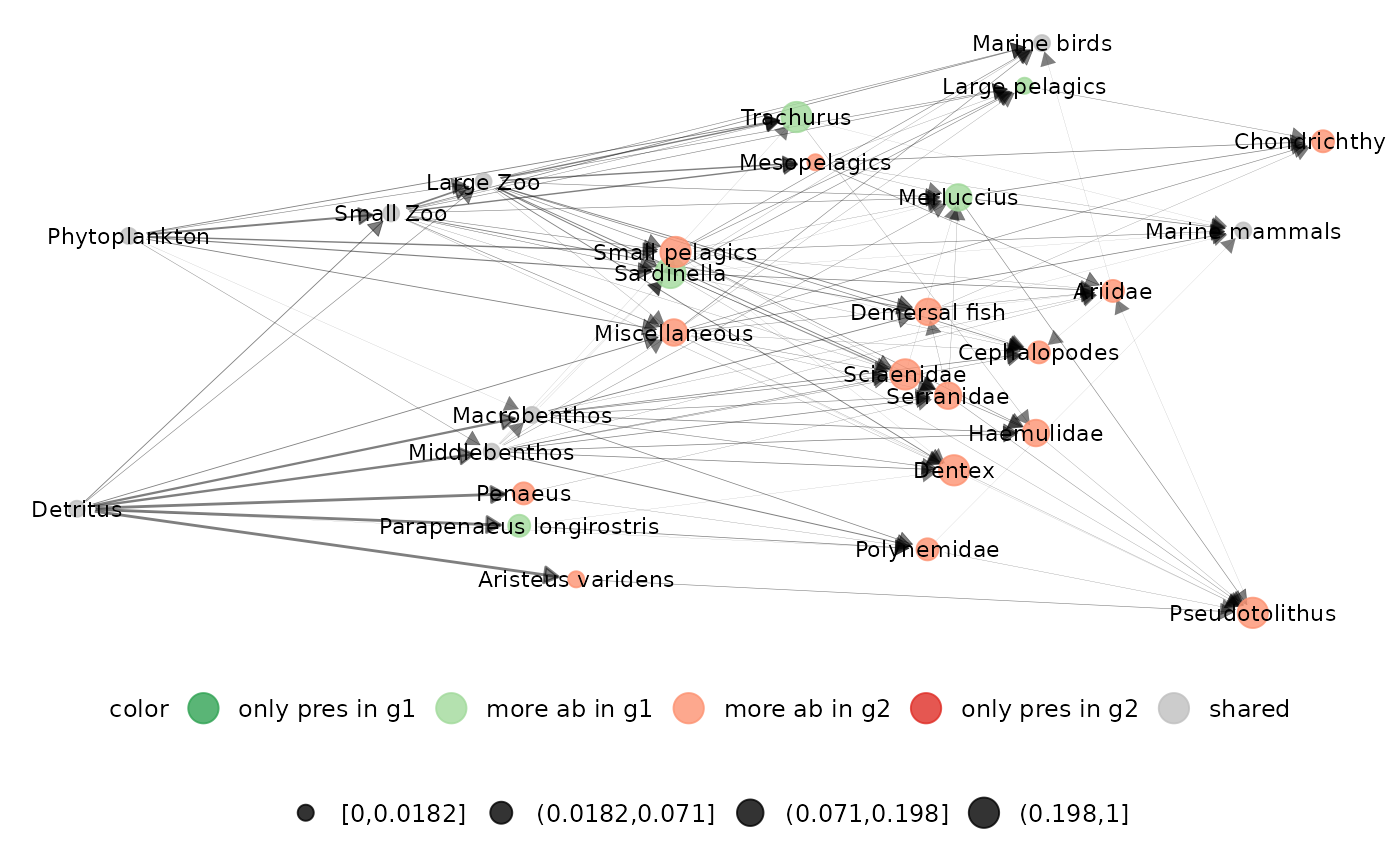 Marine birds
Large pelagics
Trachurus
Chondrichthy
Mesopelagics
Large Zoo
Merluccius
Small Zoo
Marine mammals
Phytoplankton
Small pelagics
Sardinella
Ariidae
Demersal fish
Miscellaneous
Cephalopodes
Sciaenidae
Serranidae
Macrobenthos
Haemulidae
Middlebenthos
Dentex
Penaeus
Detritus
Parapenaeus longirostris
Polynemidae
Aristeus varidens
Pseudotolithus
color only pres in g1 more ab in g1 more ab in g2 only pres in g2 shared
[0,0.0182] (0.0182,0.071] (0.071,0.198] (0.198,1]